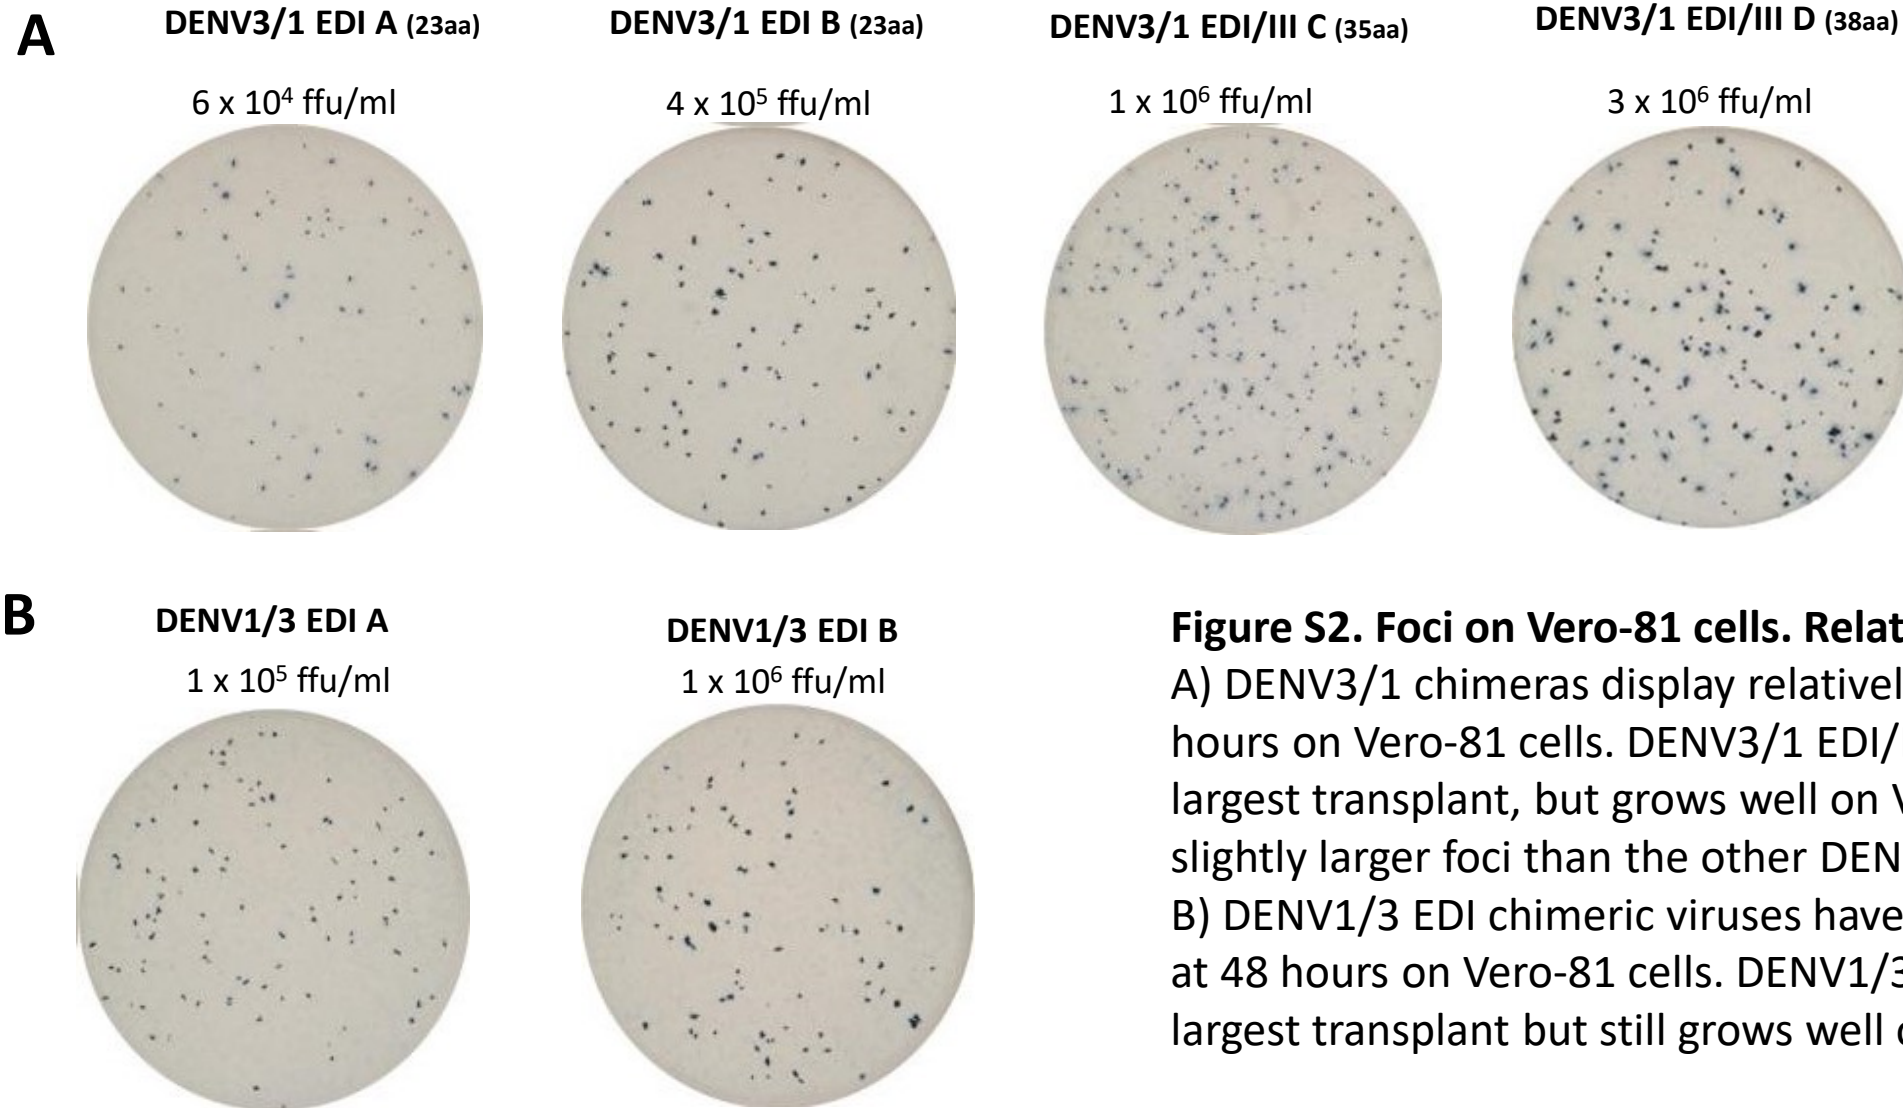 A
DENV3/1 EDI A (23aa)
DENV3/1 EDI B (23aa)
DENV3/1 EDI/III C (35aa)
DENV3/1 EDI/III D (38aa)
6 x 10⁴ ffu/ml
4 x 10⁵ ffu/ml
1 x 10⁶ ffu/ml
3 x 10⁶ ffu/ml
B
DENV1/3 EDI A
DENV1/3 EDI B
1 x 10⁵ ffu/ml
1 x 10⁶ ffu/ml
Figure S2. Foci on Vero-81 cells. Relat
A) DENV3/1 chimeras display relativel
hours on Vero-81 cells. DENV3/1 EDI/
largest transplant, but grows well on V
slightly larger foci than the other DEN
B) DENV1/3 EDI chimeric viruses have
at 48 hours on Vero-81 cells. DENV1/3
largest transplant but still grows well